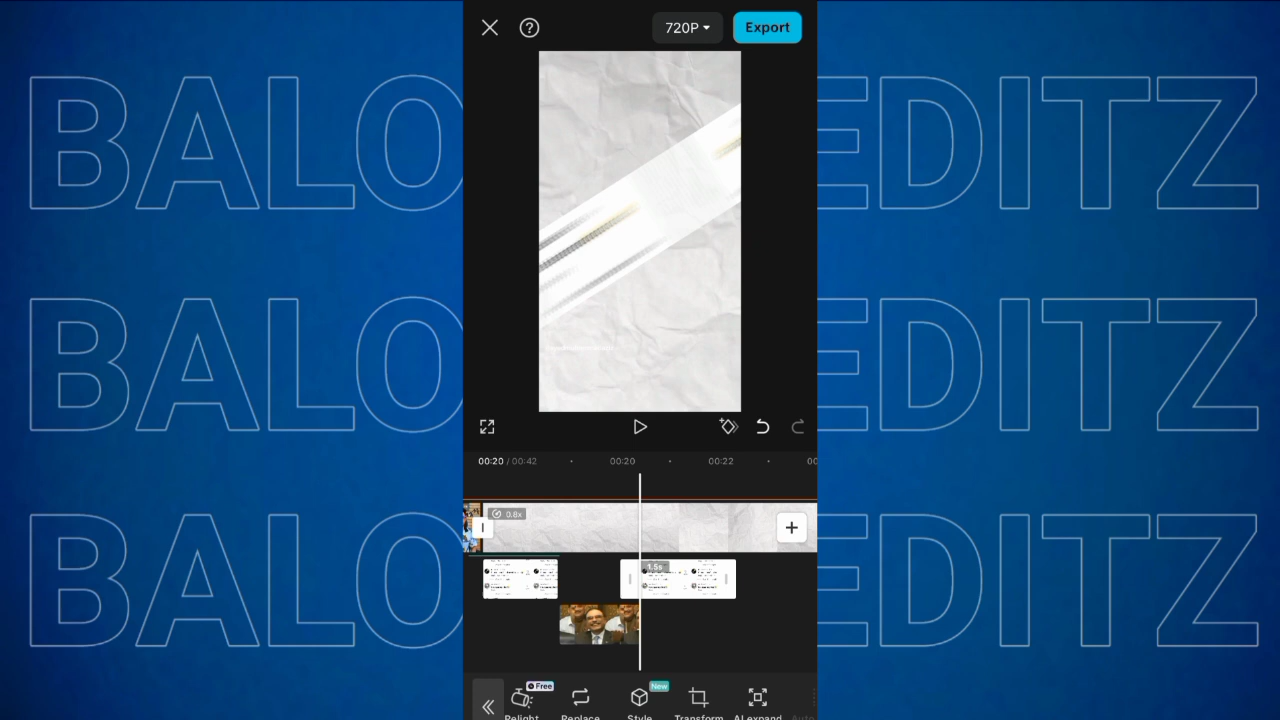 720P
Export
BALO EDITZ
BALO EDITZ
00:20 / 00:42
00:20
00:22
0.8x
1.5s
BALO EDITZ
Free
New
Relight
Replace
Style
Transform
AI expand
Auto